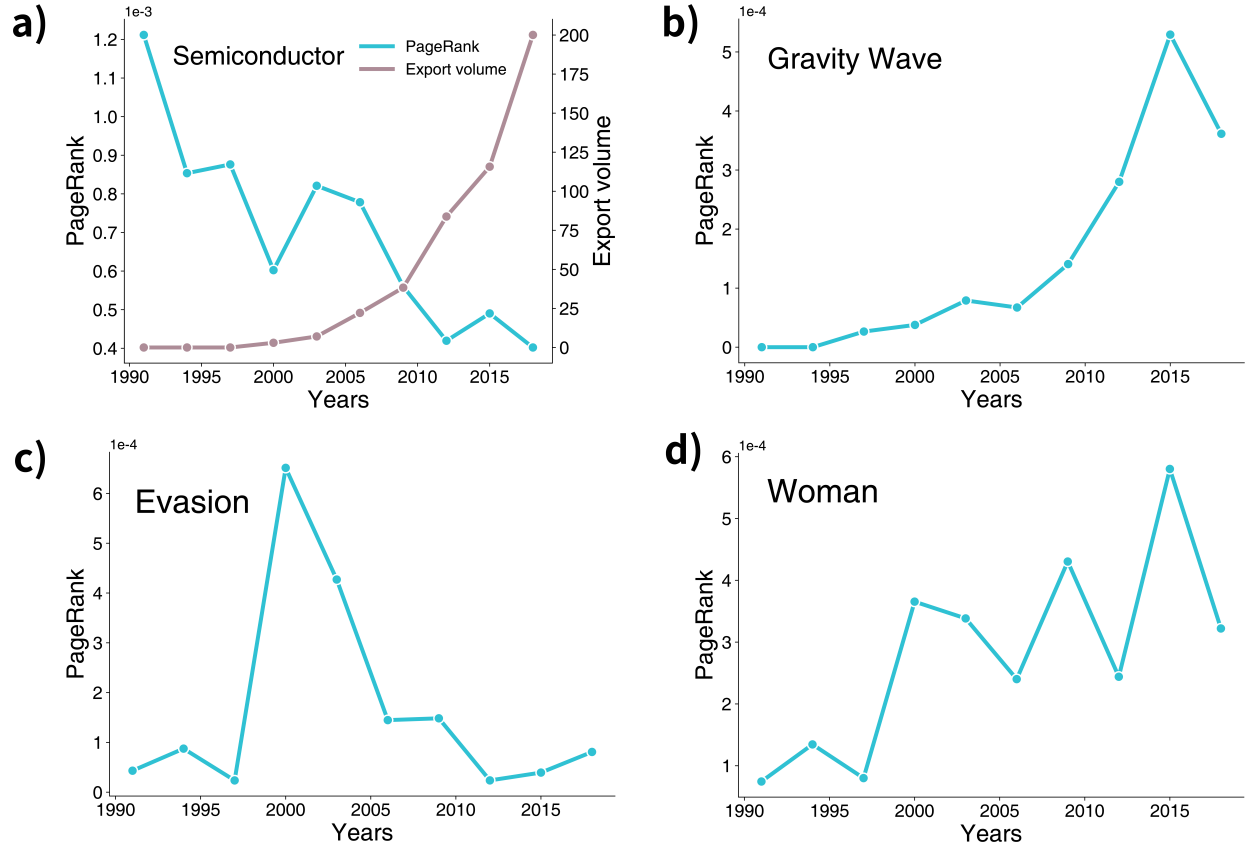 a)
1e-3
Semiconductor
PageRank
Export volume
1.2
1.1
1.0
0.9
0.8
0.7
0.6
0.5
0.4
PageRank
200
175
150
125
100
75
50
25
0
Export volume
1990 1995 2000 2005 2010 2015
Years
b)
1e-4
Gravity Wave
5
4
3
2
1
0
PageRank
1990 1995 2000 2005 2010 2015
Years
c)
1e-4
Evasion
6
5
4
3
2
1
0
PageRank
1990 1995 2000 2005 2010 2015
Years
d)
1e-4
Woman
6
5
4
3
2
1
PageRank
1990 1995 2000 2005 2010 2015
Years